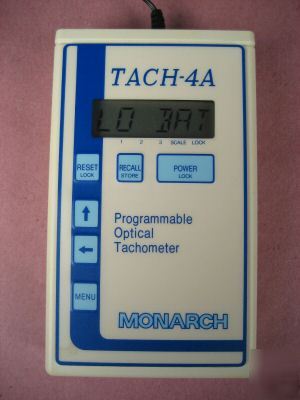 TACH-4A
LO BAT
1 2 3 SCALE LOCK
RESET
LOCK
RECALL
STORE
POWER
LOCK
Programmable
Optical
Tachometer
MENU
MONARCH